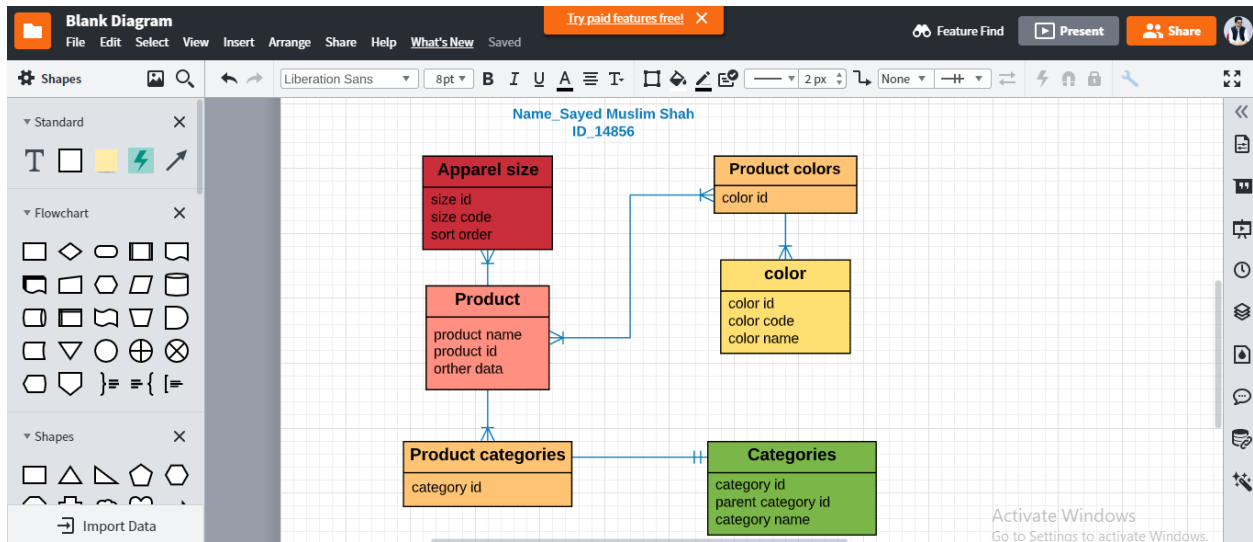 Blank Diagram
Try paid features free! ✕
File Edit Select View Insert Arrange Share Help What's New Saved
Feature Find
Present
Share
Shapes
Liberation Sans
8pt
B I U A T
2 px
None
Standard
T
Flowchart
Shapes
Import Data
Name_Sayed Muslim Shah
ID_14856
Apparel size
size id
size code
sort order
Product colors
color id
color
color id
color code
color name
Product
product name
product id
orther data
Product categories
category id
Categories
category id
parent category id
category name
Activate Windows
Go to Settings to activate Windows.